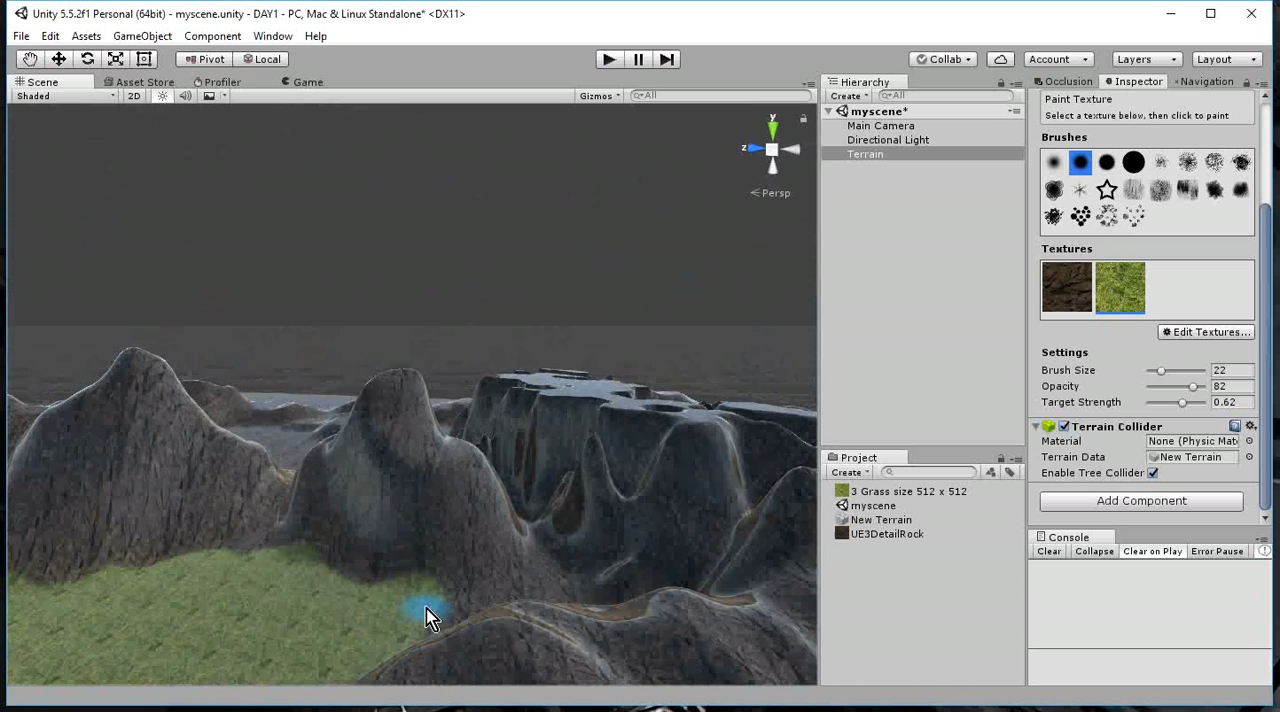 Unity 5.5.2f1 Personal (64bit) - myscene.unity - DAY1 - PC, Mac & Linux Standalone* <DX11>
File Edit Assets GameObject Component Window Help
Pivot Local Collab Account Layers Layout
Scene Asset Store Profiler Game
Shaded 2D Gizmos All
y
z
Persp
Hierarchy
Create All
myscene*
Main Camera
Directional Light
Terrain
Project
Create
3 Grass size 512 x 512
myscene
New Terrain
UE3DetailRock
Occlusion Inspector Navigation
Paint Texture
Select a texture below, then click to paint
Brushes
Textures
Edit Textures...
Settings
Brush Size 22
Opacity 82
Target Strength 0.62
Terrain Collider
Material None (Physic Mat
Terrain Data New Terrain
Enable Tree Collider
Add Component
Console
Clear Collapse Clear on Play Error Pause